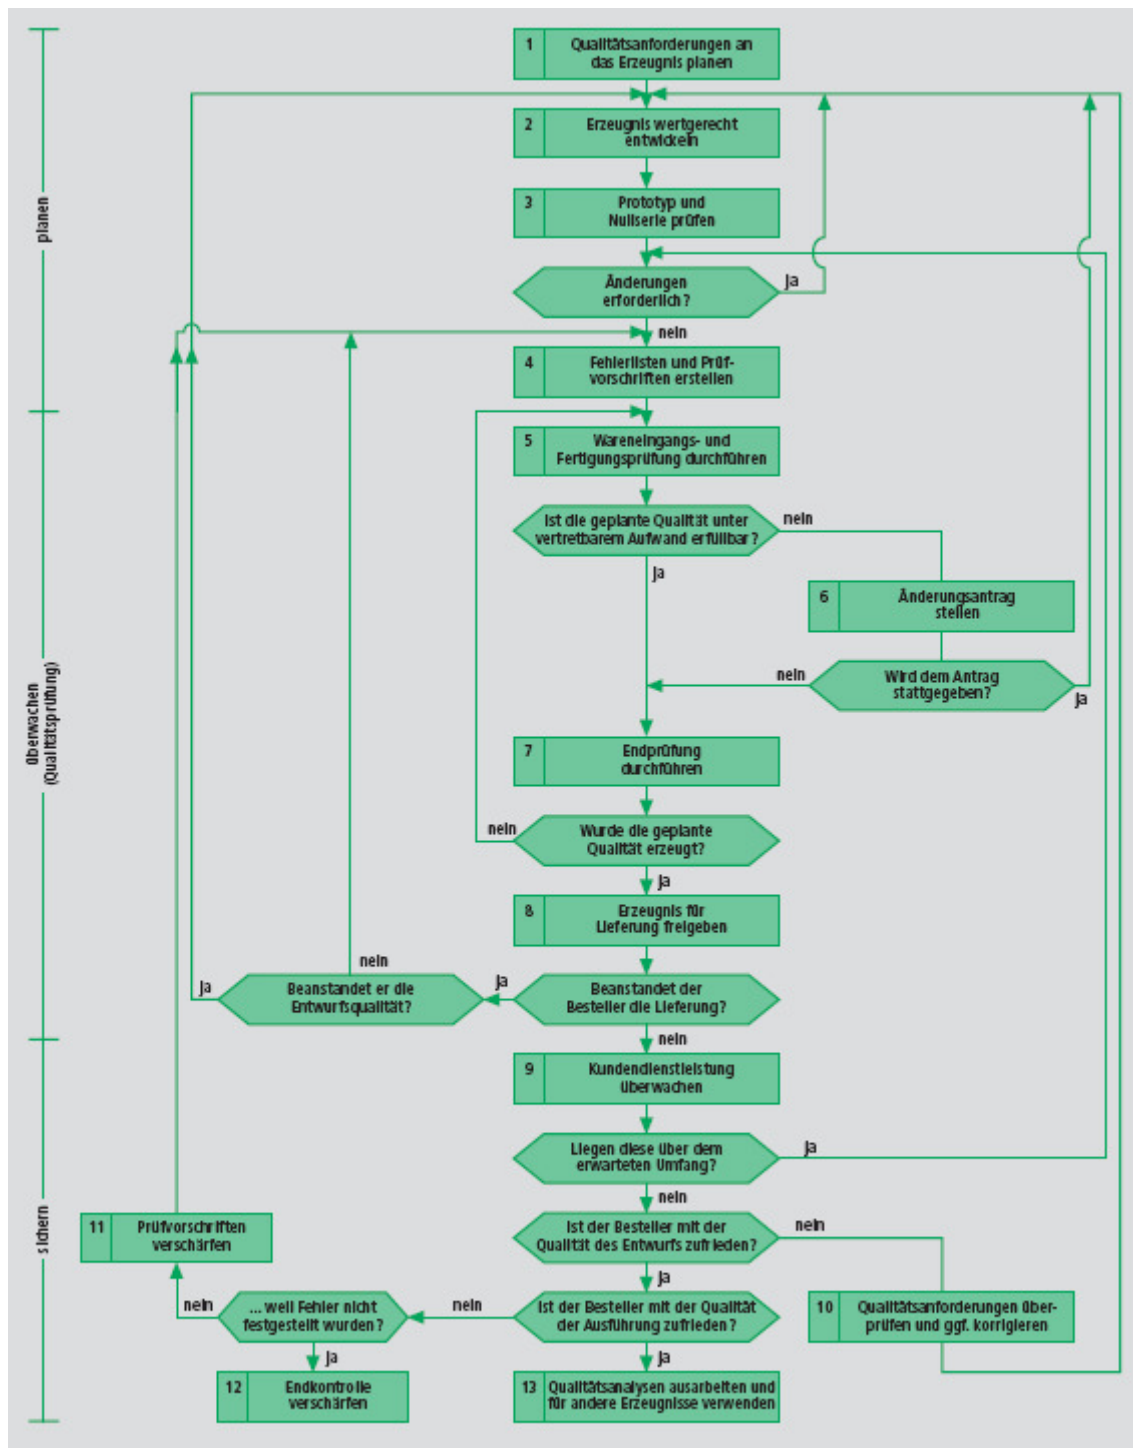 1
Qualitätsanforderungen an
das Erzeugnis planen
2
Erzeugnis wertgerecht
entwickeln
planen
3
Prototyp und
Nullserie prüfen
Änderungen
erforderlich?
ja
nein
4
Fehlerlisten und Prüf-
vorschriften erstellen
5
Wareneingangs- und
Fertigungsprüfung durchführen
Ist die geplante Qualität unter
vertretbarem Aufwand erfüllbar?
nein
ja
6
Änderungsantrag
stellen
überwachen
(Qualitätsprüfung)
Wird dem Antrag
stattgegeben?
nein
ja
7
Endprüfung
durchführen
Wurde die geplante
Qualität erzeugt?
nein
ja
8
Erzeugnis für
Lieferung freigeben
Beanstandet der
Besteller die Lieferung?
ja
Beanstandet er die
Entwurfsqualität?
nein
ja
nein
9
Kundendienstleistung
überwachen
Liegen diese über dem
erwarteten Umfang?
ja
nein
sichern
Ist der Besteller mit der
Qualität des Entwurfs zufrieden?
nein
ja
10
Qualitätsanforderungen über-
prüfen und ggf. korrigieren
11
Prüfvorschriften
verschärfen
Ist der Besteller mit der Qualität
der Ausführung zufrieden?
nein
... weil Fehler nicht
festgestellt wurden?
nein
ja
ja
12
Endkontrolle
verschärfen
13
Qualitätsanalysen ausarbeiten und
für andere Erzeugnisse verwenden